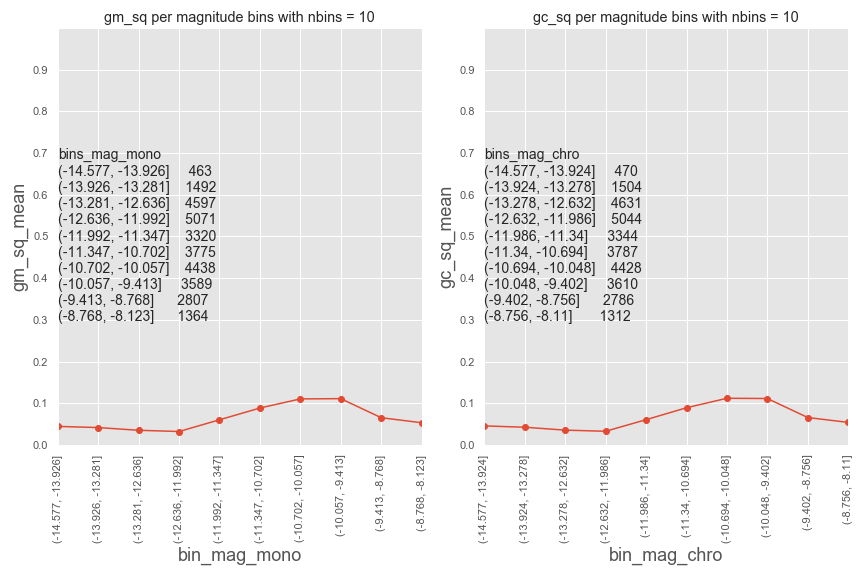 gm_sq per magnitude bins with nbins = 10
gm_sq_mean
0.9
0.8
0.7
0.6
0.5
0.4
0.3
0.2
0.1
0.0
bins_mag_mono
(-14.577, -13.926] 463
(-13.926, -13.281] 1492
(-13.281, -12.636] 4597
(-12.636, -11.992] 5071
(-11.992, -11.347] 3320
(-11.347, -10.702] 3775
(-10.702, -10.057] 4438
(-10.057, -9.413] 3589
(-9.413, -8.768] 2807
(-8.768, -8.123] 1364
(-14.577, -13.926]
(-13.926, -13.281]
(-13.281, -12.636]
(-12.636, -11.992]
(-11.992, -11.347]
(-11.347, -10.702]
(-10.702, -10.057]
(-10.057, -9.413]
(-9.413, -8.768]
(-8.768, -8.123]
bin_mag_mono
gc_sq per magnitude bins with nbins = 10
gc_sq_mean
0.9
0.8
0.7
0.6
0.5
0.4
0.3
0.2
0.1
0.0
bins_mag_chro
(-14.577, -13.924] 470
(-13.924, -13.278] 1504
(-13.278, -12.632] 4631
(-12.632, -11.986] 5044
(-11.986, -11.34] 3344
(-11.34, -10.694] 3787
(-10.694, -10.048] 4428
(-10.048, -9.402] 3610
(-9.402, -8.756] 2786
(-8.756, -8.11] 1312
(-14.577, -13.924]
(-13.924, -13.278]
(-13.278, -12.632]
(-12.632, -11.986]
(-11.986, -11.34]
(-11.34, -10.694]
(-10.694, -10.048]
(-10.048, -9.402]
(-9.402, -8.756]
(-8.756, -8.11]
bin_mag_chro